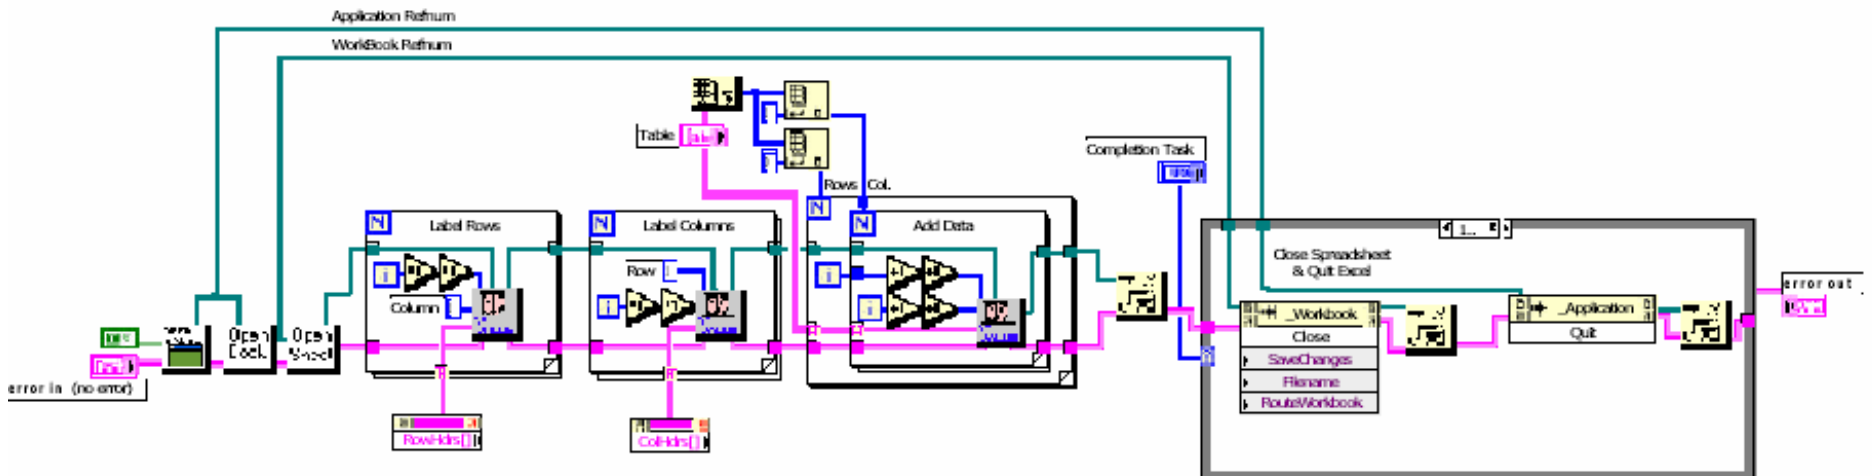 Application Refnum
WorkBook Refnum
Table
Completion Task
Rows Col.
N
N
Label Rows
N
Label Columns
N
Add Data
1...
Close Spreadsheet
& Quit Excel
i
Row
i
i
i
Column
error out
_Workbook
Close
SaveChanges
Filename
RouteWorkbook
_Application
Quit
Open
Book
Open
Sheet
error in (no error)
RowHdrs[]
ColHdrs[]